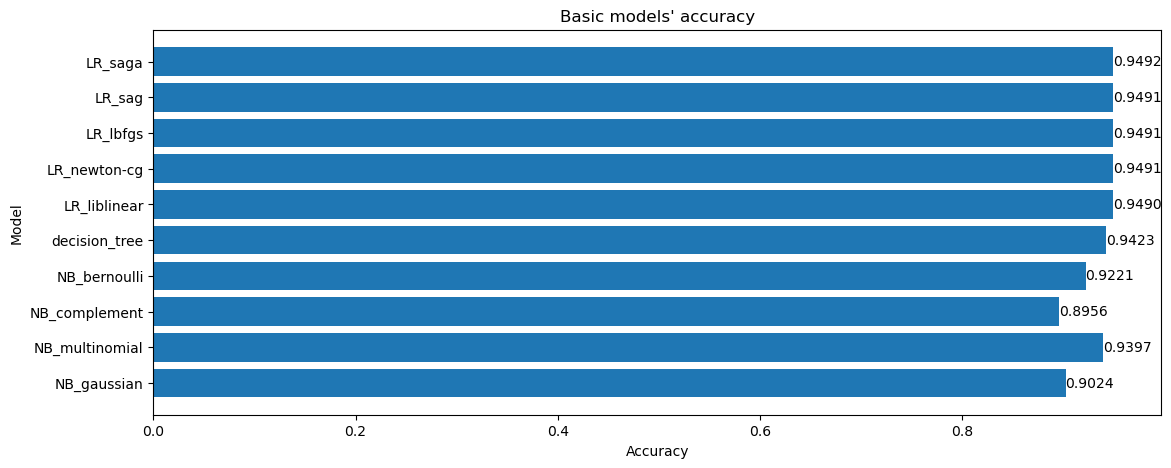 Basic models' accuracy
LR_saga 0.9492
LR_sag 0.9491
LR_lbfgs 0.9491
LR_newton-cg 0.9491
LR_liblinear 0.9490
decision_tree 0.9423
NB_bernoulli 0.9221
NB_complement 0.8956
NB_multinomial 0.9397
NB_gaussian 0.9024
Model
0.0 0.2 0.4 0.6 0.8
Accuracy